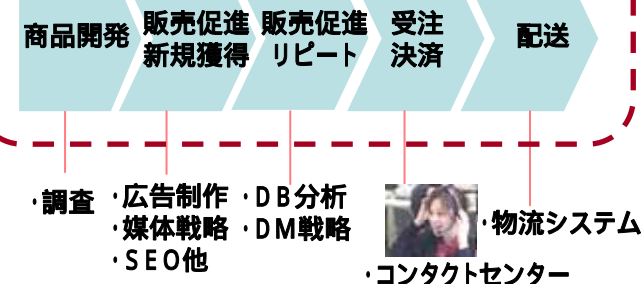 商品開発
販売促進
新規獲得
販売促進
リピート
受注
決済
配送
・調査
・広告制作
・媒体戦略
・SEO他
・DB分析
・DM戦略
・コンタクトセンター
・物流システム